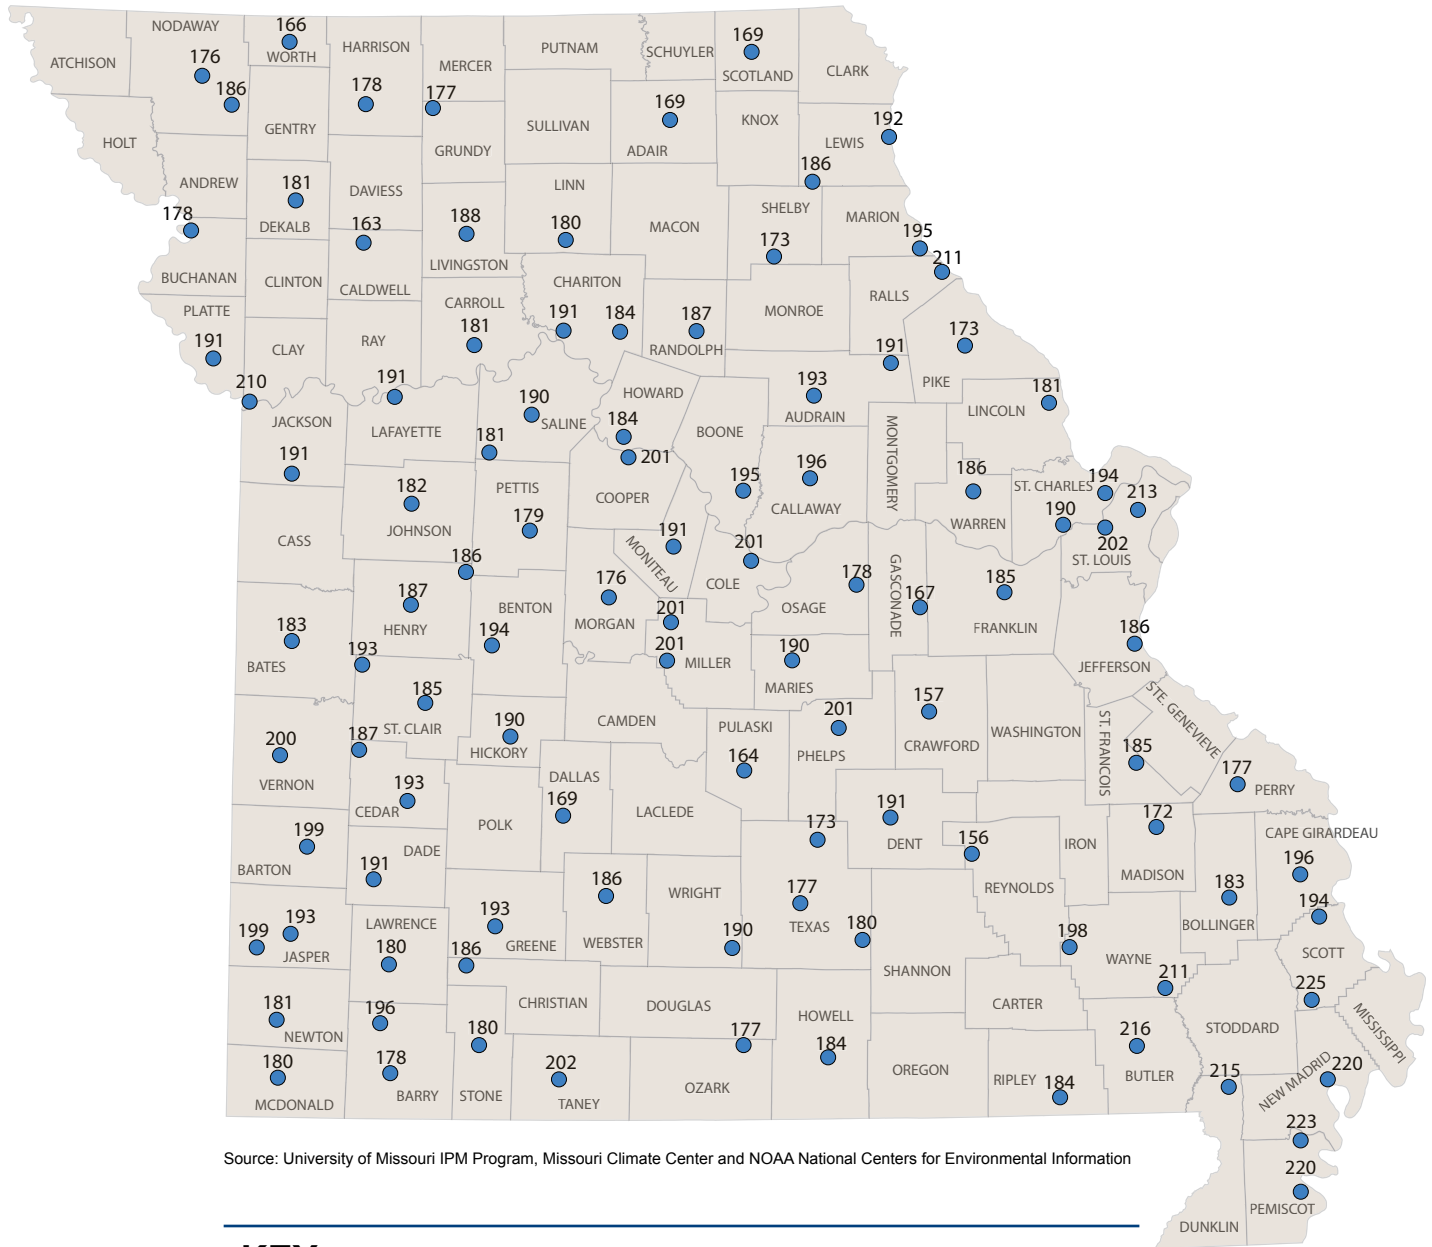 NODAWAY
166
WORTH
HARRISON
PUTNAM
SCHUYLER
169
SCOTLAND
CLARK
ATCHISON
176
MERCER
186
178
177
169
KNOX
192
HOLT
GENTRY
SULLIVAN
ADAIR
LEWIS
GRUNDY
186
ANDREW
181
DAVIESS
LINN
SHELBY
MARION
178
DEKALB
163
188
180
MACON
173
195
211
LIVINGSTON
BUCHANAN
CLINTON
CALDWELL
CHARITON
RALLS
PLATTE
CARROLL
191
184
187
MONROE
173
191
CLAY
RAY
181
RANDOLPH
191
PIKE
210
191
193
181
HOWARD
AUDRAIN
LINCOLN
JACKSON
LAFAYETTE
190
SALINE
184
BOONE
MONTGOMERY
181
201
191
182
PETTIS
COOPER
195
196
186
ST. CHARLES
194
213
JOHNSON
179
CALLAWAY
WARREN
190
202
CASS
191
MONITEAU
201
ST. LOUIS
186
176
COLE
178
GASCONADE
167
185
187
BENTON
201
OSAGE
HENRY
194
MORGAN
FRANKLIN
183
201
MILLER
190
186
BATES
193
MARIES
JEFFERSON
185
157
STE. GENEVIEVE
ST. CLAIR
190
CAMDEN
PULASKI
201
WASHINGTON
ST. FRANCOIS
200
187
HICKORY
164
PHELPS
CRAWFORD
185
VERNON
193
DALLAS
177
PERRY
CEDAR
POLK
169
LACLEDE
173
191
172
CAPE GIRARDEAU
199
DADE
DENT
156
IRON
BARTON
191
186
WRIGHT
177
REYNOLDS
MADISON
196
183
LAWRENCE
193
TEXAS
BOLLINGER
194
199
193
180
186
GREENE
WEBSTER
190
180
198
JASPER
SHANNON
WAYNE
SCOTT
211
225
181
196
CHRISTIAN
DOUGLAS
CARTER
MISSISSIPPI
NEWTON
180
177
HOWELL
216
STODDARD
180
178
202
184
OREGON
RIPLEY
BUTLER
215
NEW MADRID
220
MCDONALD
BARRY
STONE
TANEY
OZARK
184
223
Source: University of Missouri IPM Program, Missouri Climate Center and NOAA National Centers for Environmental Information
220
PEMISCOT
DUNKLIN
KEY